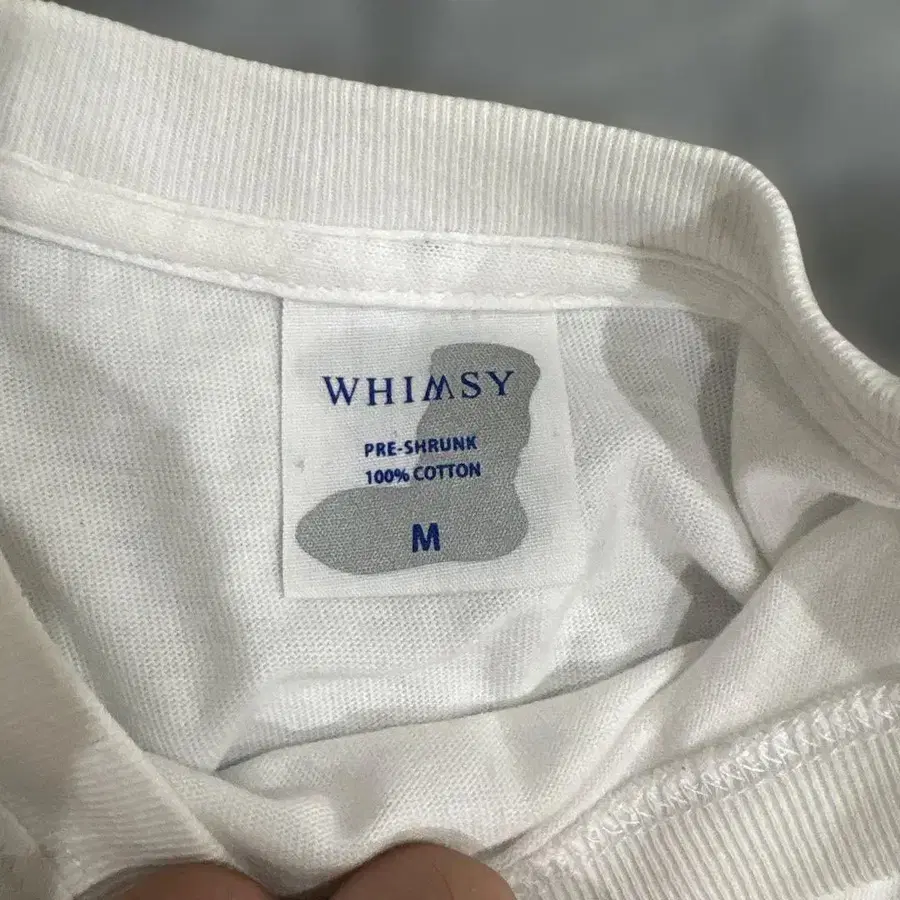 WHIMSY
PRE-SHRUNK
100% COTTON
M